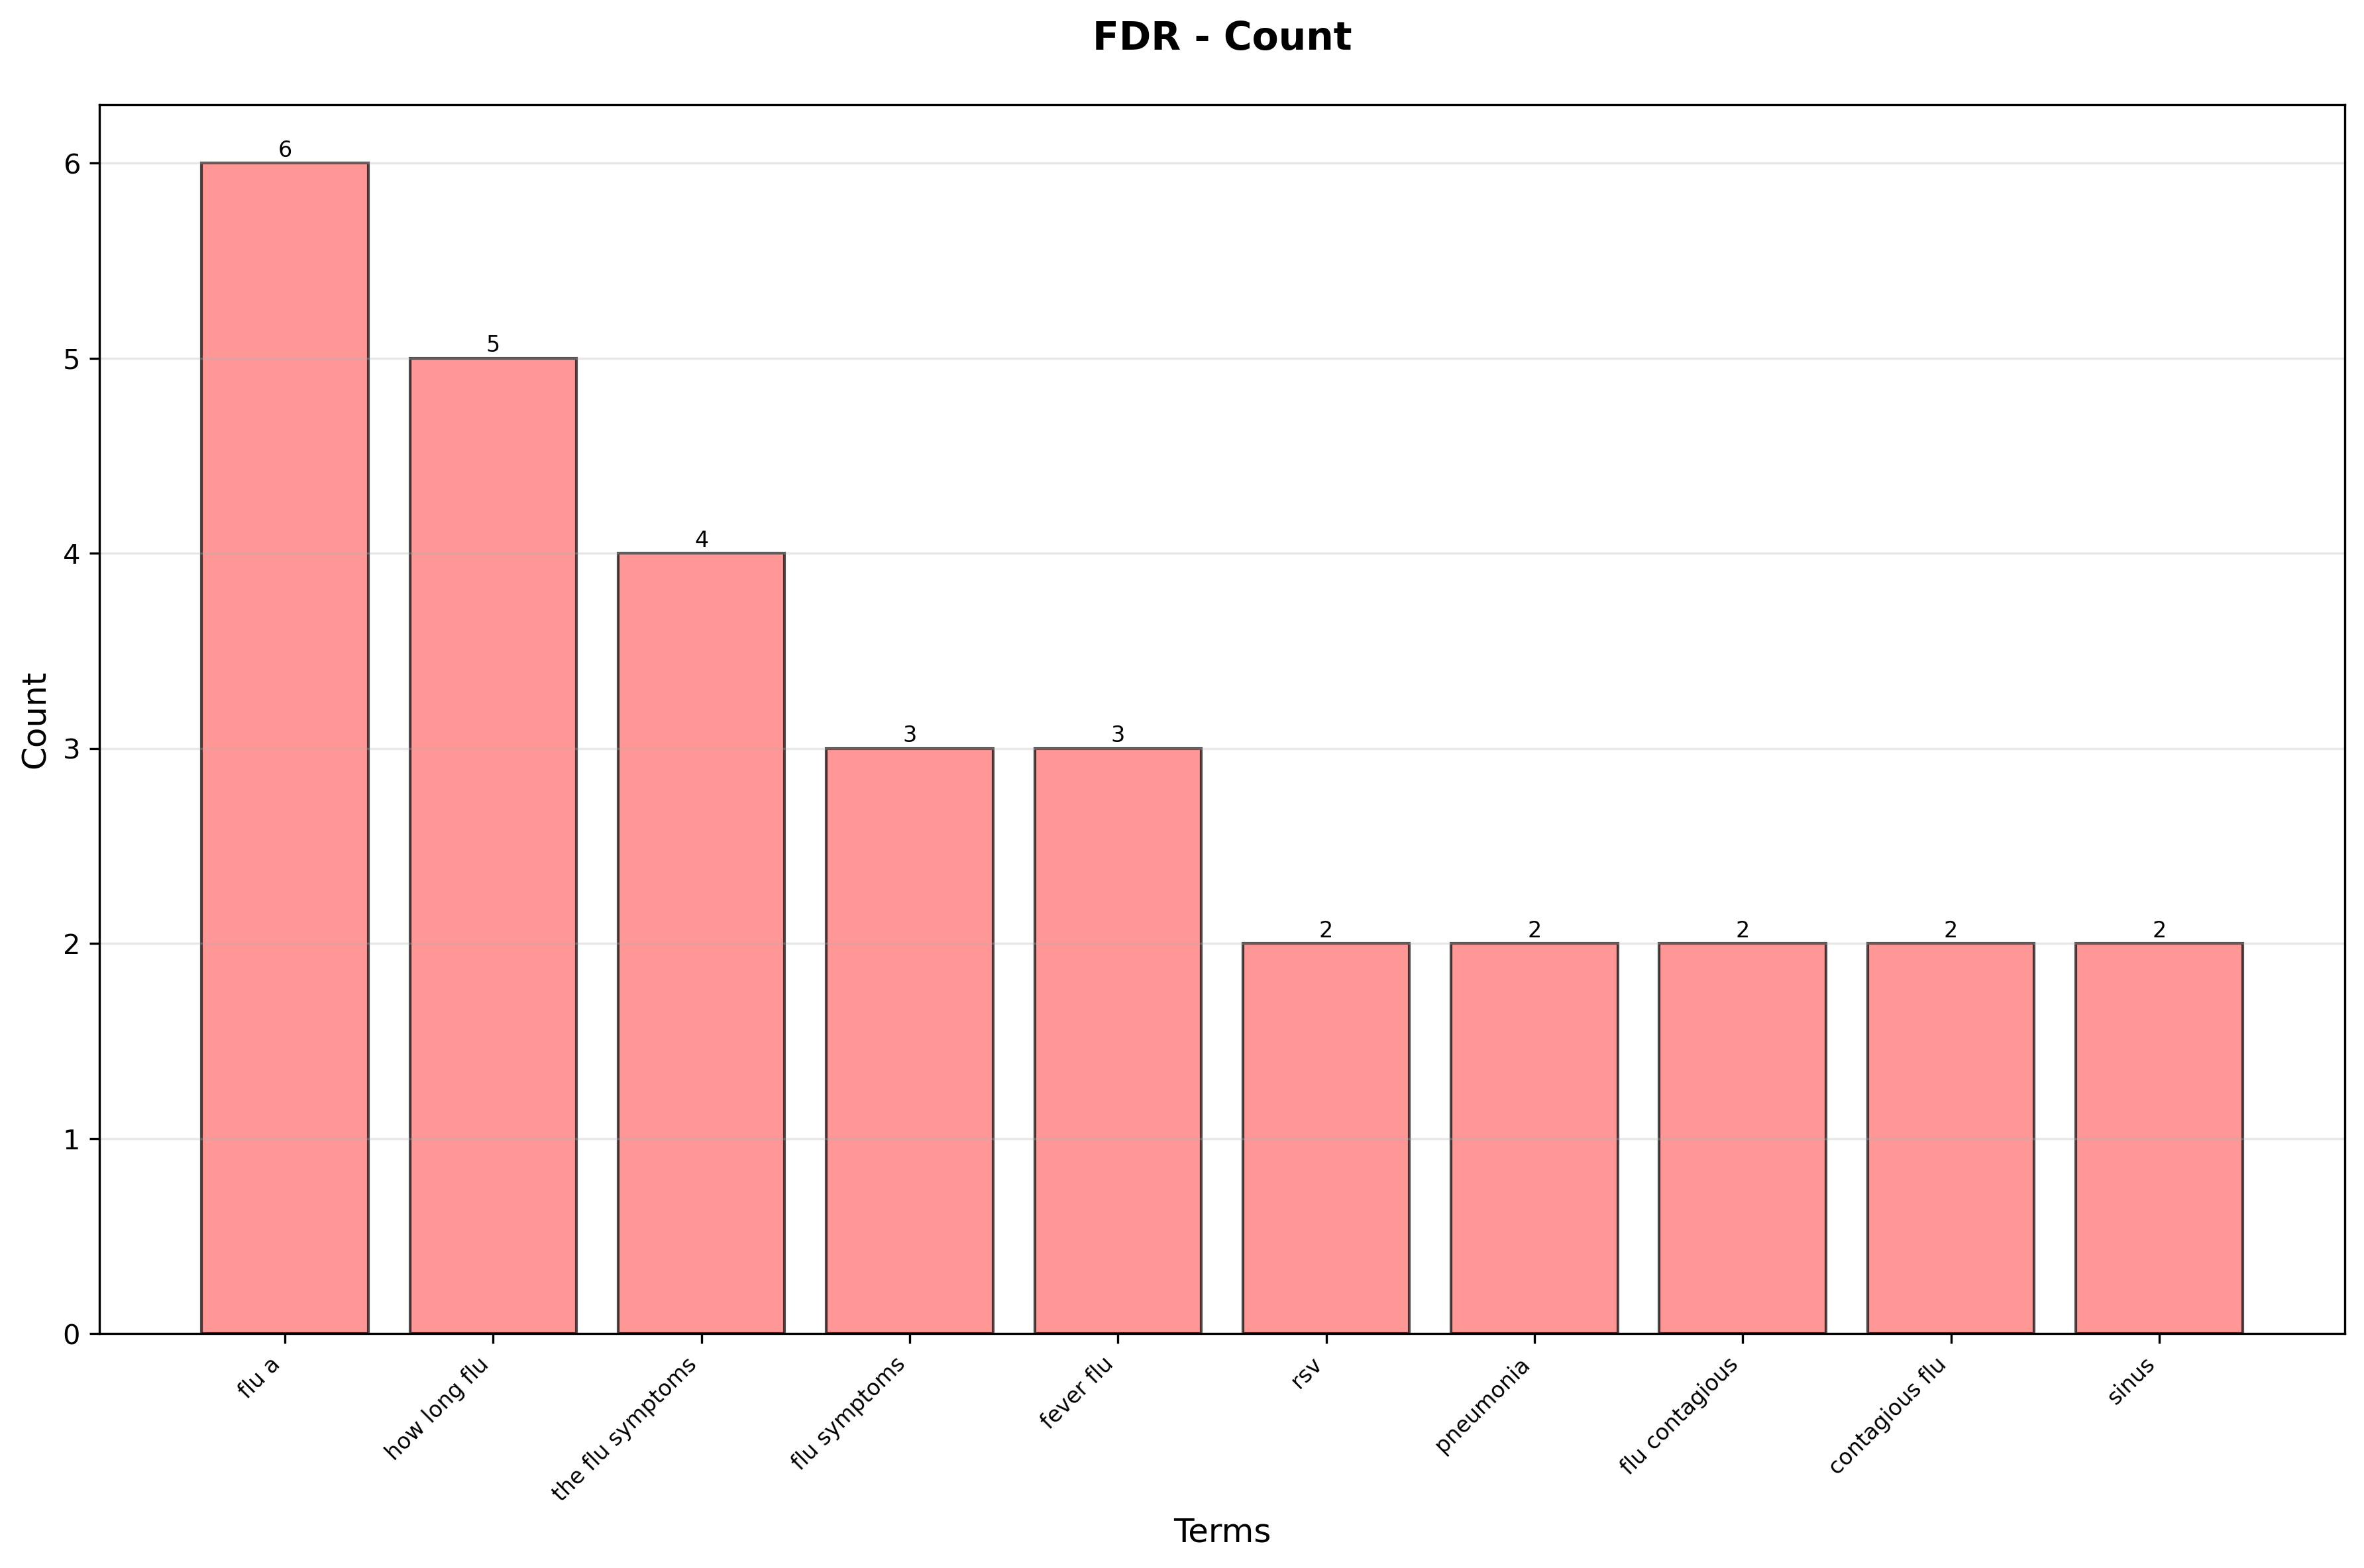 FDR - Count
Count
6
5
4
3
2
1
0
6
5
4
3
3
2
2
2
2
2
flu a
how long flu
the flu symptoms
flu symptoms
fever flu
rsv
pneumonia
flu contagious
contagious flu
sinus
Terms